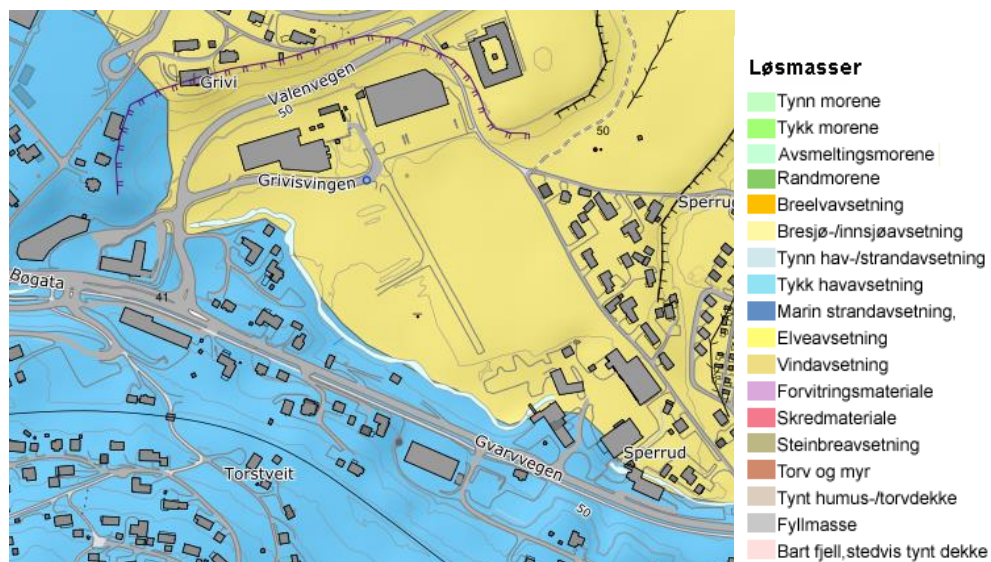 Grivi
Valenvegen
50
50
Grivisvingen
Sperrud
Bøgata
41
Gvarvvegen
Sperrud
Torstveit
50
Løsmasser
Tynn morene
Tykk morene
Avsmeltingsmorene
Randmorene
Breelvavsetning
Bresjø-/innsjøavsetning
Tynn hav-/strandavsetning
Tykk havavsetning
Marin strandavsetning,
Elveavsetning
Vindavsetning
Forvitringsmateriale
Skredmateriale
Steinbreavsetning
Torv og myr
Tynt humus-/torvdekke
Fyllmasse
Bart fjell,stedvis tynt dekke